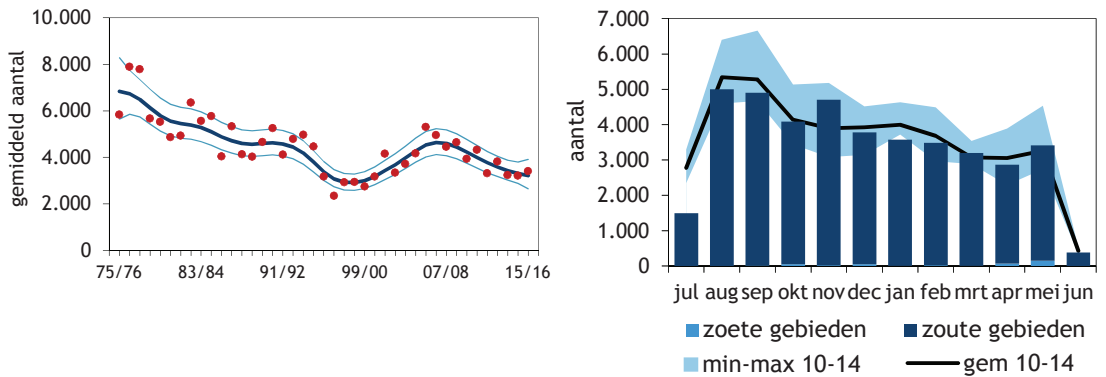 gemiddeld aantal
10.000
8.000
6.000
4.000
2.000
0
75/76 83/84 91/92 99/00 07/08 15/16
aantal
7.000
6.000
5.000
4.000
3.000
2.000
1.000
0
jul aug sep okt nov dec jan feb mrt apr mei jun
zoete gebieden zoute gebieden
min-max 10-14 gem 10-14